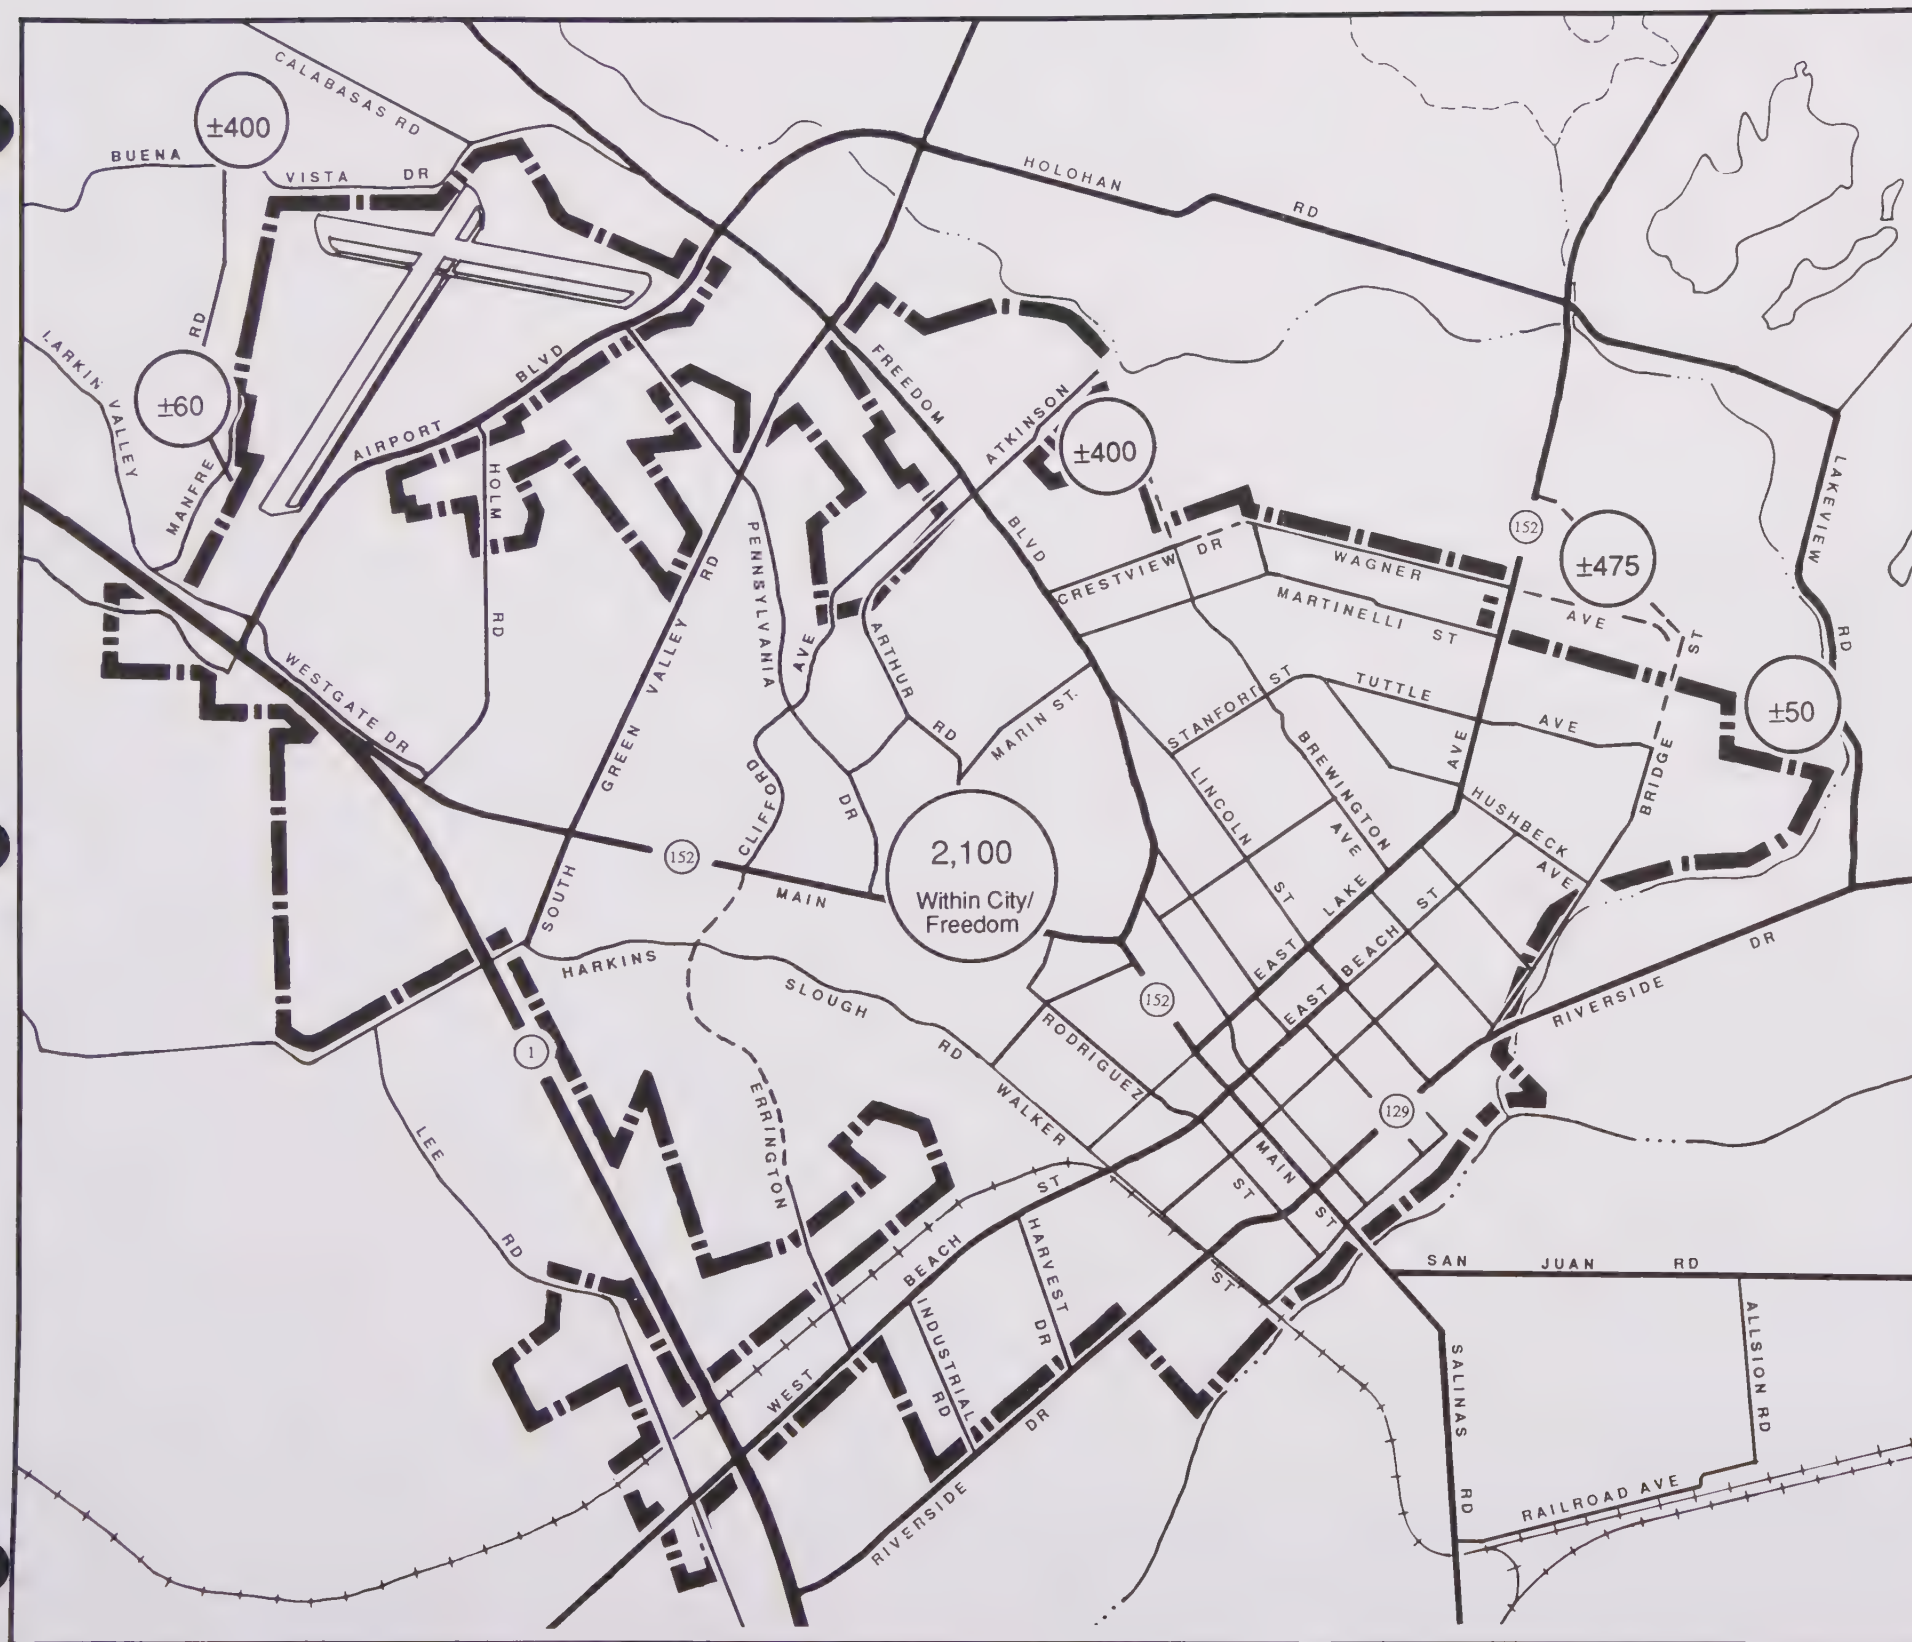 CALABASAS RD
±400
BUENA
VISTA DR
HOLOHAN
RD
LARKIN
VALLEY
RD
±60
MANFRE
AIRPORT
BLVD
FREEDOM
BLVD
ATKINSON
±400
HOLM
RD
PENNSYLVANIA
DR
GREEN
VALLEY
RD
SOUTH
CLIFFORD
AVE
ARTHUR
RD
MARIN ST.
CRESTVIEW DR
WAGNER
AVE
152
±475
LAKEVIEW
RD
MARTINELLI ST
ST
BRIDGE
±50
WESTGATE DR
STANFORD ST
TUTTLE
AVE
BREWINGTON
AVE
LINCOLN
ST
AVE
LAKE
EAST
HUSHBECK
AVE
152
MAIN
2,100
Within City/
Freedom
EAST
BEACH
ST
HARKINS
SLOUGH
RD
152
RIVERSIDE
DR
RODRIGUEZ
WALKER
ST
1
ERRINGTON
129
LEE
RD
MAIN
ST
ST
WEST
BEACH
ST
HARVEST
DR
INDUSTRIAL
RD
SAN JUAN RD
SALINAS
RD
ALLSION RD
RIVERSIDE
DR
RAILROAD AVE